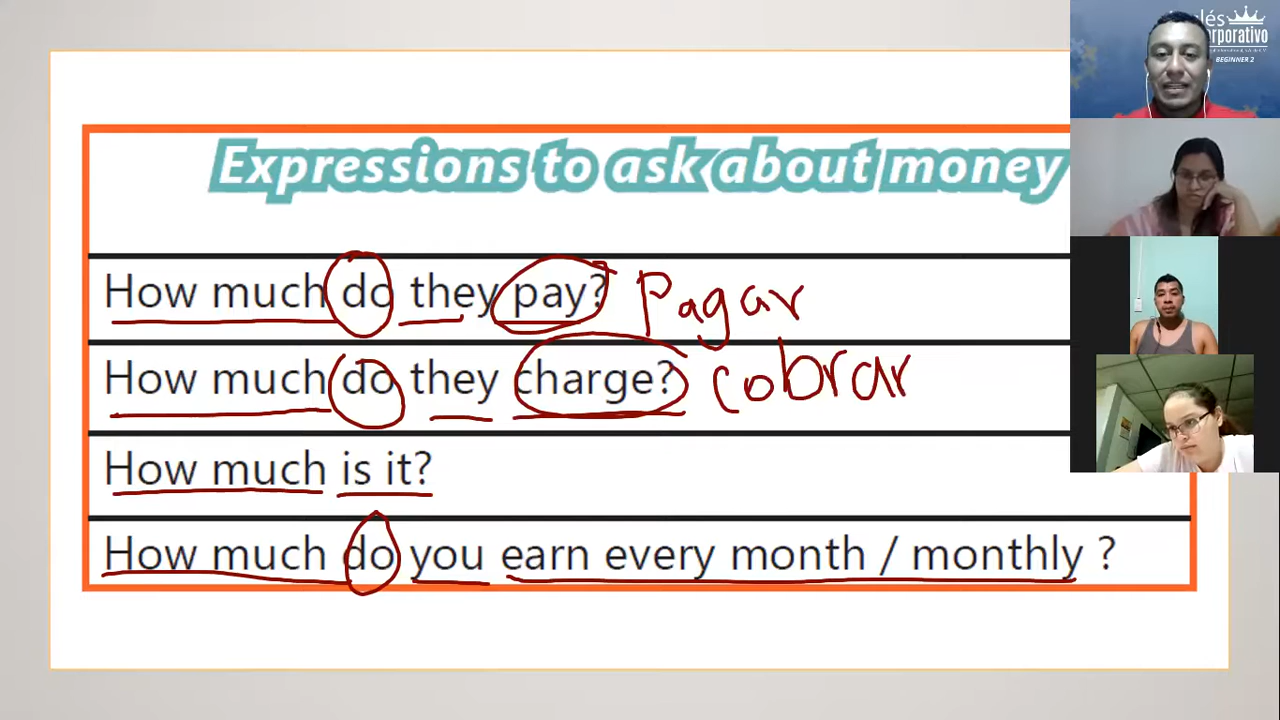 Expressions to ask about money
How much do they pay? Pagar
How much do they charge? cobrar
How much is it?
How much do you earn every month / monthly ?
BEGINNER 2